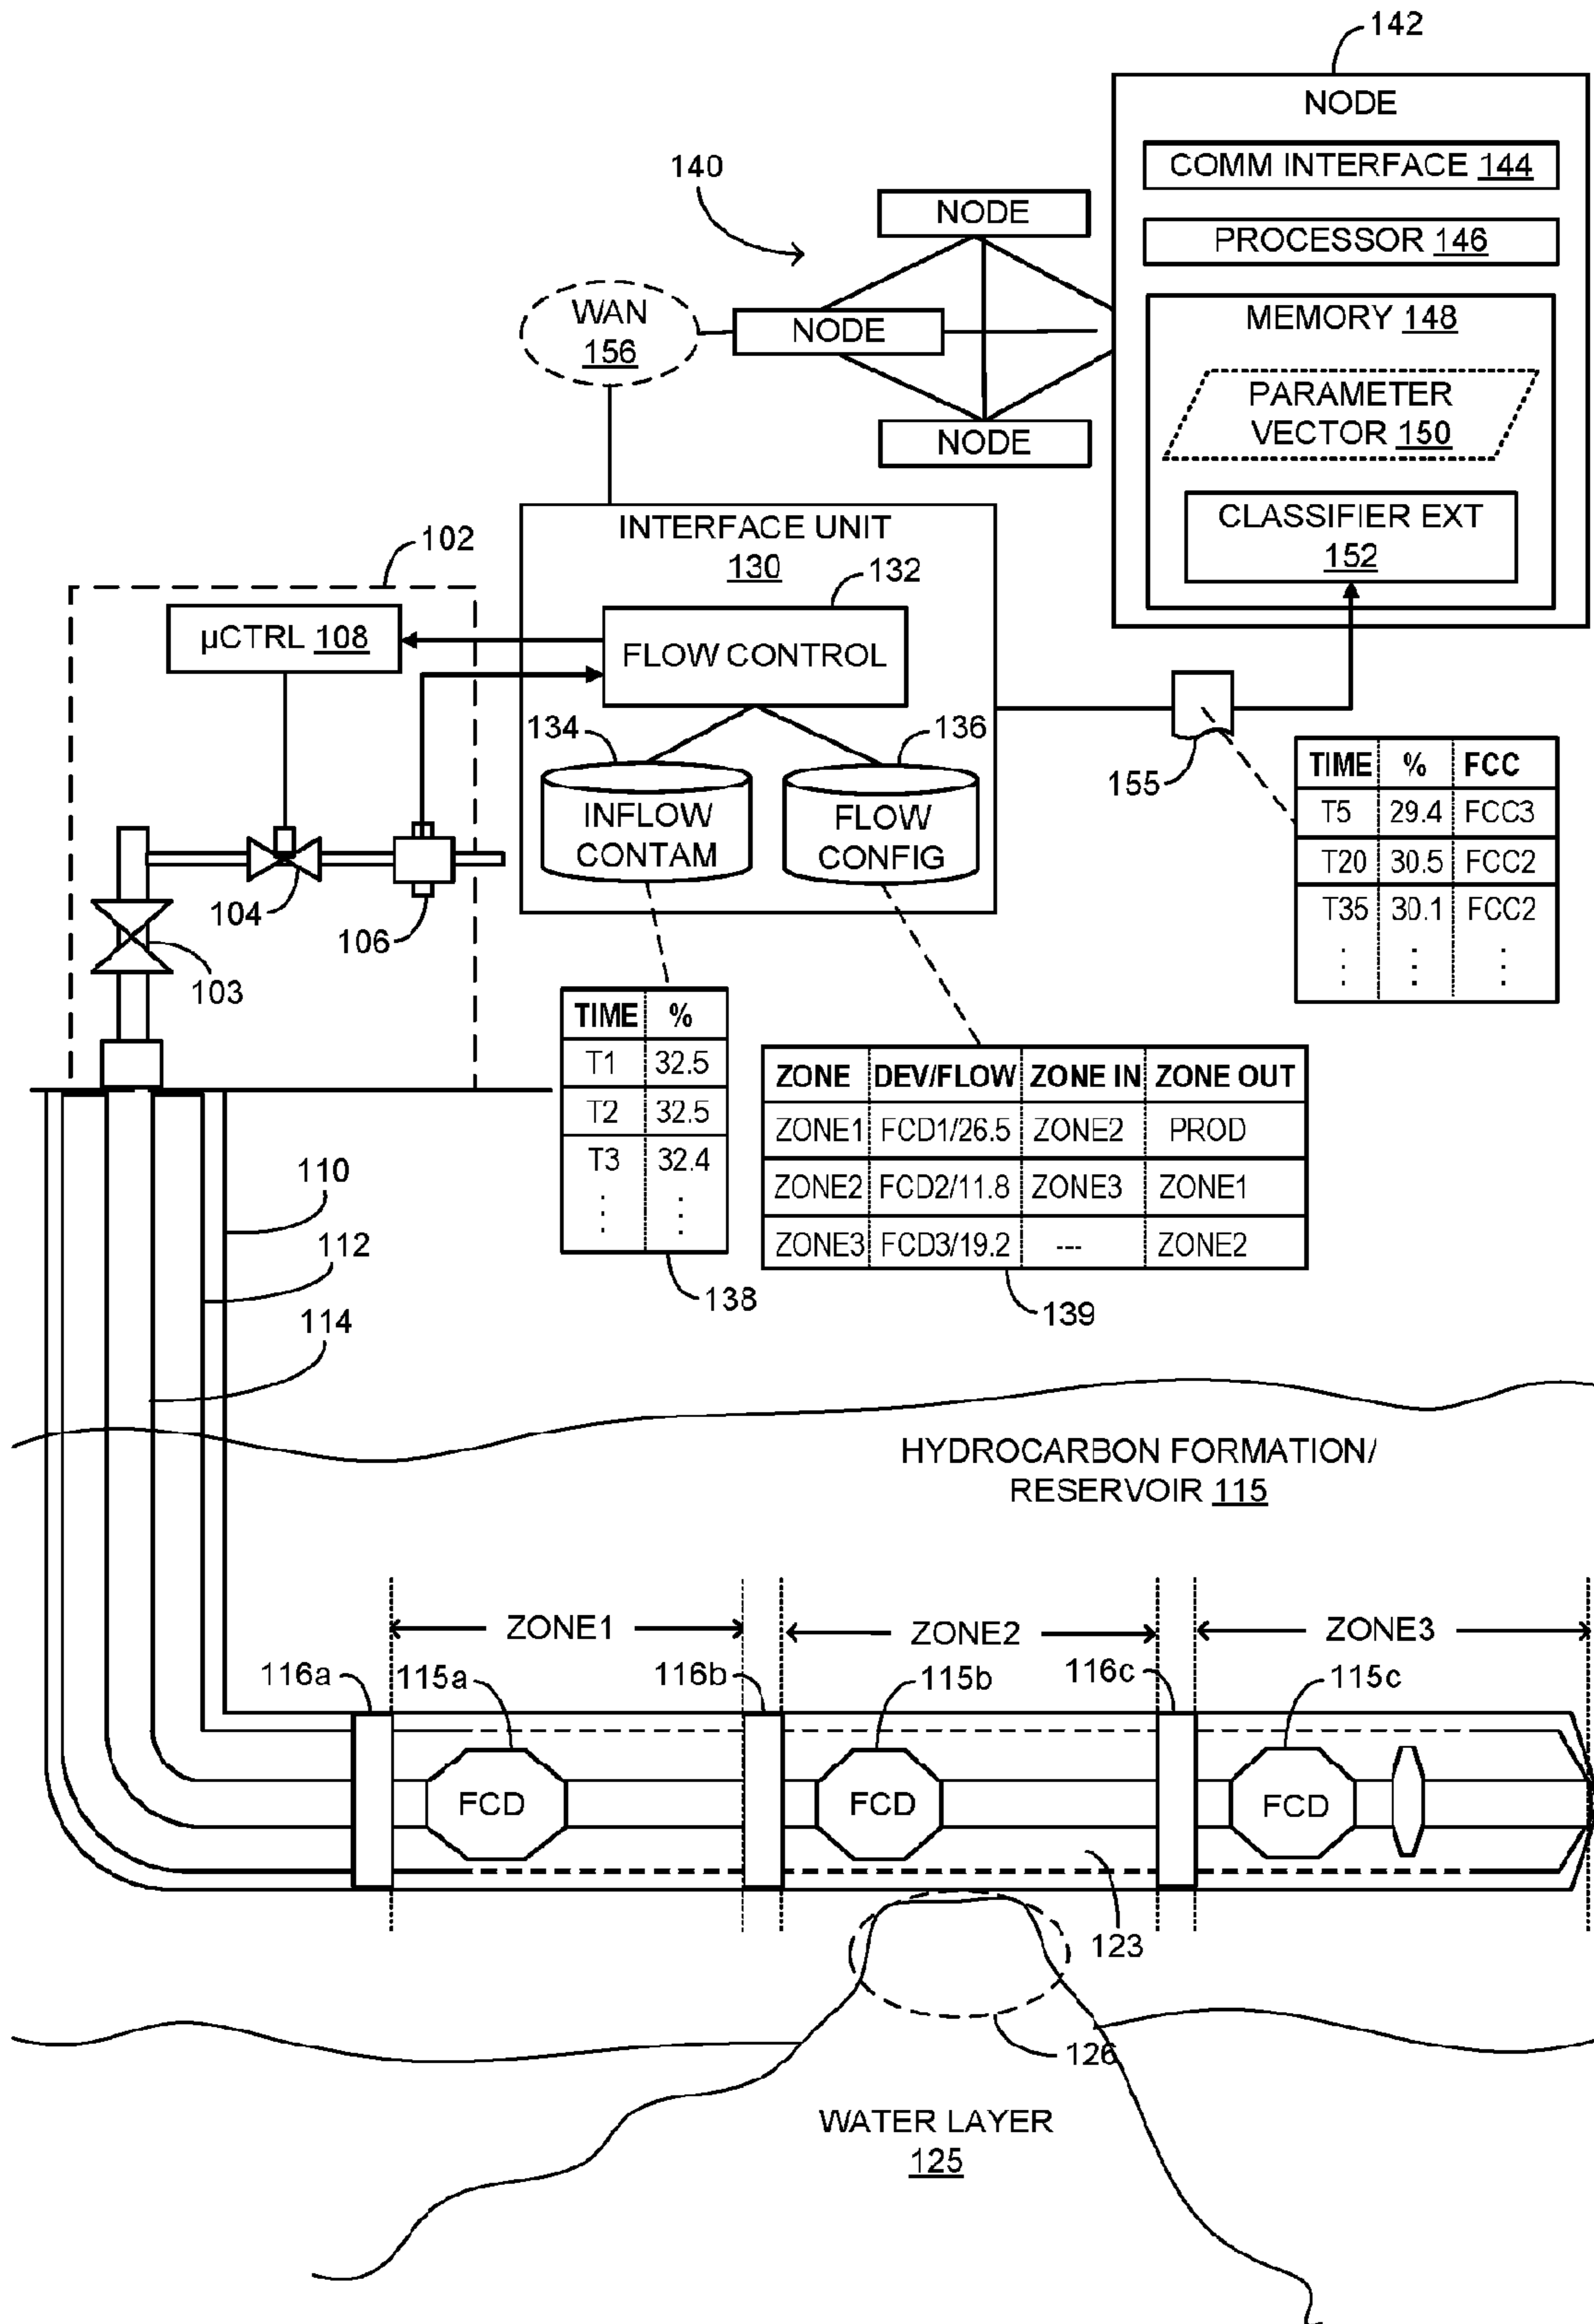 142
NODE
COMM INTERFACE 144
PROCESSOR 146
MEMORY 148
PARAMETER
VECTOR 150
CLASSIFIER EXT
152
140
NODE
NODE
NODE
WAN
156
INTERFACE UNIT
130
132
FLOW CONTROL
134
136
INFLOW
CONTAM
FLOW
CONFIG
102
µCTRL 108
104
106
103
155
TIME % FCC
T5 29.4 FCC3
T20 30.5 FCC2
T35 30.1 FCC2
TIME %
T1 32.5
T2 32.5
T3 32.4
138
ZONE DEV/FLOW ZONE IN ZONE OUT
ZONE1 FCD1/26.5 ZONE2 PROD
ZONE2 FCD2/11.8 ZONE3 ZONE1
ZONE3 FCD3/19.2 --- ZONE2
139
110
112
114
HYDROCARBON FORMATION/
RESERVOIR 115
ZONE1
ZONE2
ZONE3
116a
115a
116b
115b
116c
115c
FCD
FCD
FCD
123
126
WATER LAYER
125